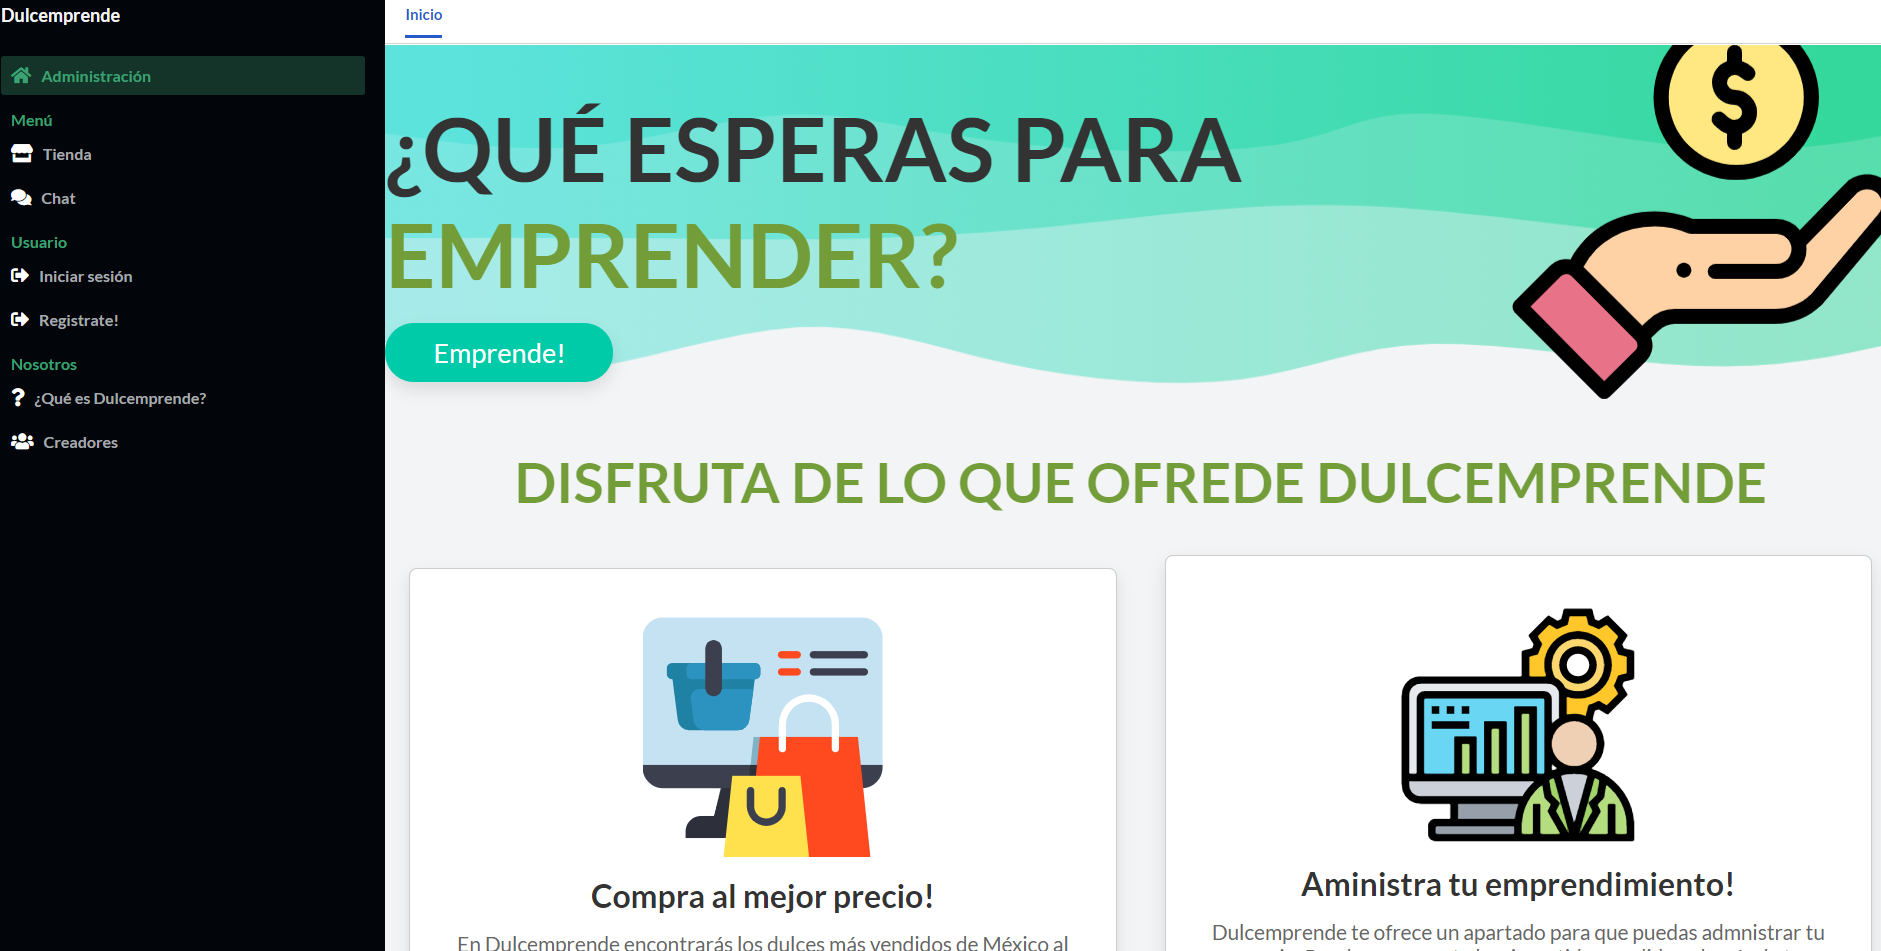 Dulcemprende
Administración
Menú
Tienda
Chat
Usuario
Iniciar sesión
Registrate!
Nosotros
¿Qué es Dulcemprende?
Creadores
Inicio
¿QUÉ ESPERAS PARA
EMPRENDER?
Emprende!
DISFRUTA DE LO QUE OFREDE DULCEMPRENDE
Compra al mejor precio!
En Dulcemprende encontrarás los dulces más vendidos de México al
Aministra tu emprendimiento!
Dulcemprende te ofrece un apartado para que puedas admnistrar tu